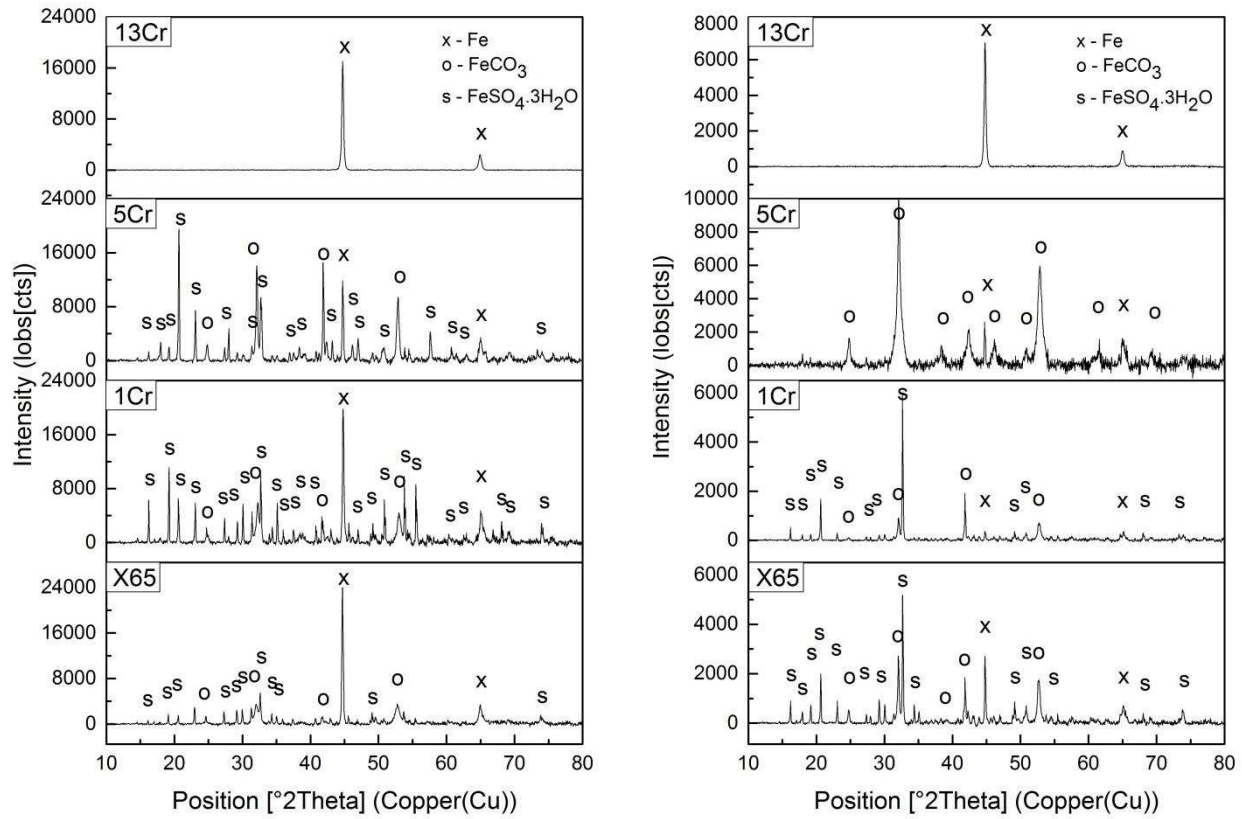 24000
13Cr
x
x - Fe
o - FeCO3
s - FeSO4.3H2O
16000
8000
x
0
24000
5Cr
s
16000
o o x
s
s o
8000
s s s s
s s s o s s s s s s x s
0
24000
1Cr
x
16000
s s s s s o s s s
8000
s s s s o s s s s x
o s s s s o s s s s s s
0
24000
X65
x
16000
8000
s o s s o s s s s o s o x s
0
10 20 30 40 50 60 70 80
Position [°2Theta] (Copper(Cu))
Intensity (Iobs[cts])
8000
13Cr
x
x - Fe
o - FeCO3
s - FeSO4.3H2O
6000
4000
2000
x
0
10000
5Cr
o
8000
o
6000
4000
x
o
2000
o o o o o x o
0
6000
1Cr
s
4000
2000
s s s s o s s o o x s s o x s s
0
6000
X65
s
4000
s s s o x
2000
s s o s s s o o s s o s x s s
0
10 20 30 40 50 60 70 80
Position [°2Theta] (Copper(Cu))
Intensity (Iobs[cts])